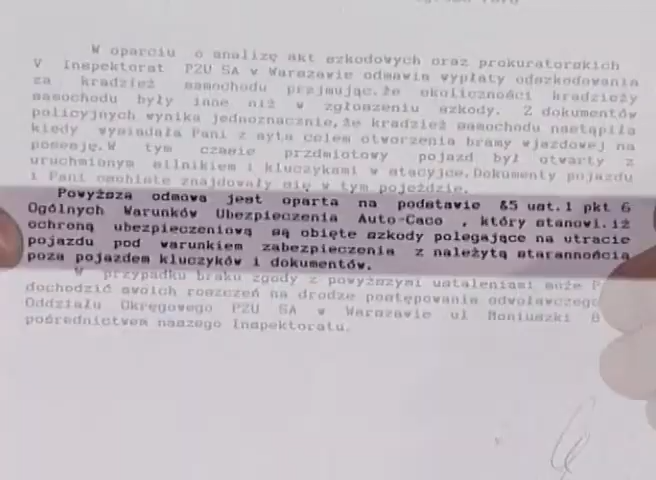 W oparciu o analizę akt szkodowych oraz prokuratorskich
V Inspektorat PZU SA w Warszawie odmawia wypłaty odszkodowania
za kradzież samochodu przjmując,że okoliczności kradzieży
samochodu były inne niż w zgłoszeniu szkody. Z dokumentów
policyjnych wynika jednoznacznie,że kradzież samochodu nastąpiła
kiedy wysiadała Pani z auta celem otworzenia bramy wjazdowej na
posesję.W tym czasie przdmiotowy pojazd był otwarty z
uruchmionym silnikiem i kluczykami w stacyjce.Dokumenty pojazdu
i Pani osobiste znajdowały się w tym pojeździe.
Powyższa odmowa jest oparta na podstawie &5 ust.1 pkt 6
Ogólnych Warunków Ubezpieczenia Auto-Caco , który stanowi.iż
ochroną ubezpieczeniową są objęte szkody polegające na utracie
pojazdu pod warunkiem zabezpieczenia z należytą starannością
poza pojazdem kluczyków i dokumentów.
W przypadku braku zgody z powyższymi ustaleniami może P
dochodzić swoich roszczeń na drodze postępowania odwoławczego
Oddziału Okręgowego PZU SA w Warszawie ul Moniuszki 8
pośrednictwem naszego Inspektoratu.